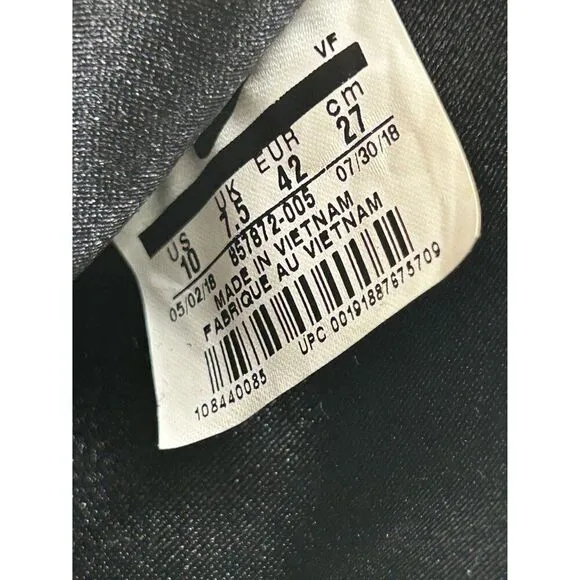 VF
US UK EUR cm
10 7.5 42 27
05/02/18 857872-005 07/30/18
MADE IN VIETNAM
FABRIQUE AU VIETNAM
108440085 UPC 00191887675709